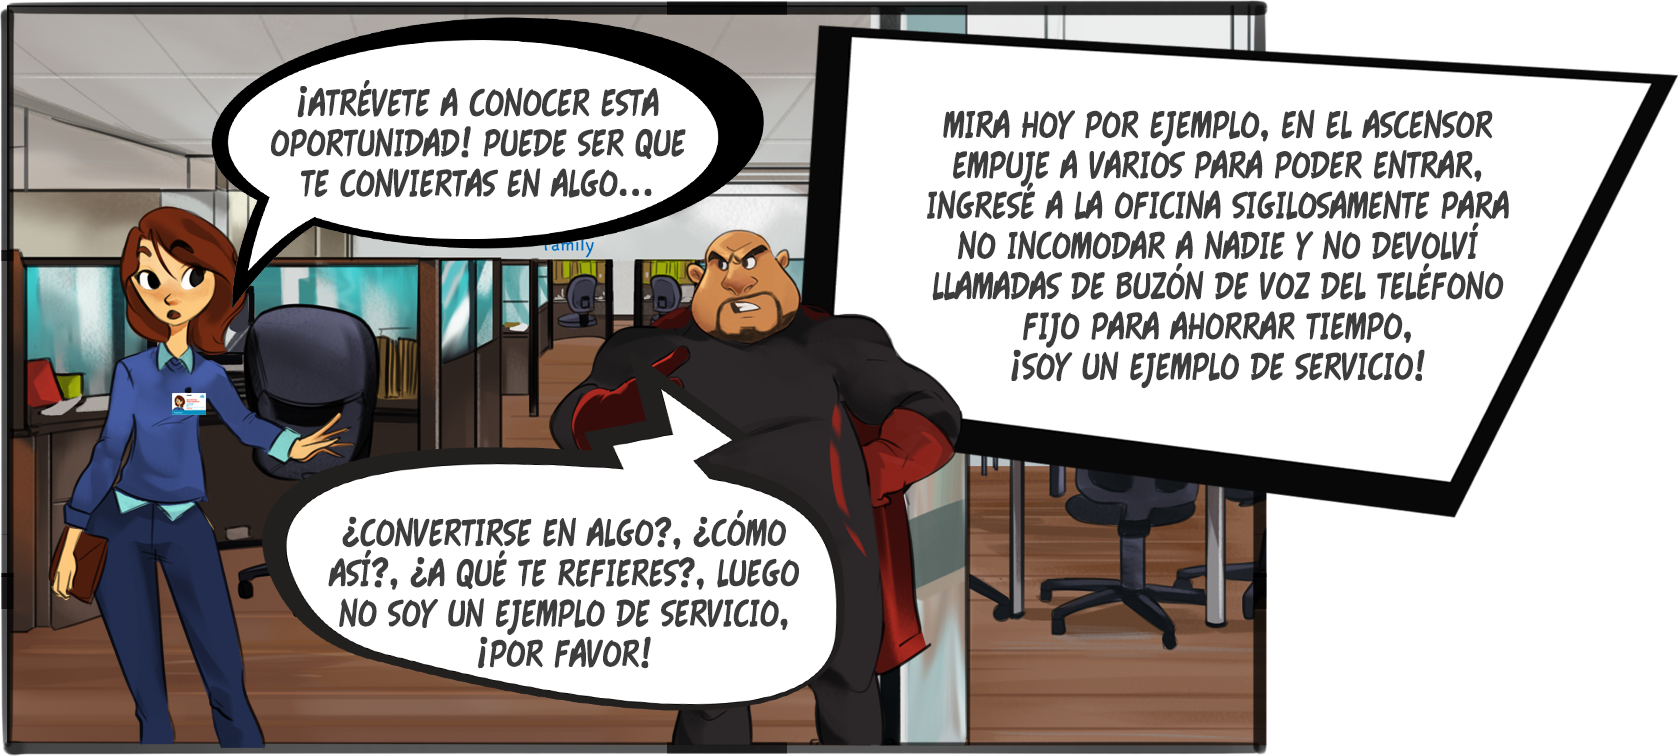 ¡ATRÉVETE A CONOCER ESTA
OPORTUNIDAD! PUEDE SER QUE
TE CONVIERTAS EN ALGO...
family
¿CONVERTIRSE EN ALGO?, ¿CÓMO
ASÍ?, ¿A QUÉ TE REFIERES?, LUEGO
NO SOY UN EJEMPLO DE SERVICIO,
¡POR FAVOR!
MIRA HOY POR EJEMPLO, EN EL ASCENSOR
EMPUJE A VARIOS PARA PODER ENTRAR,
INGRESÉ A LA OFICINA SIGILOSAMENTE PARA
NO INCOMODAR A NADIE Y NO DEVOLVÍ
LLAMADAS DE BUZÓN DE VOZ DEL TELÉFONO
FIJO PARA AHORRAR TIEMPO,
¡SOY UN EJEMPLO DE SERVICIO!